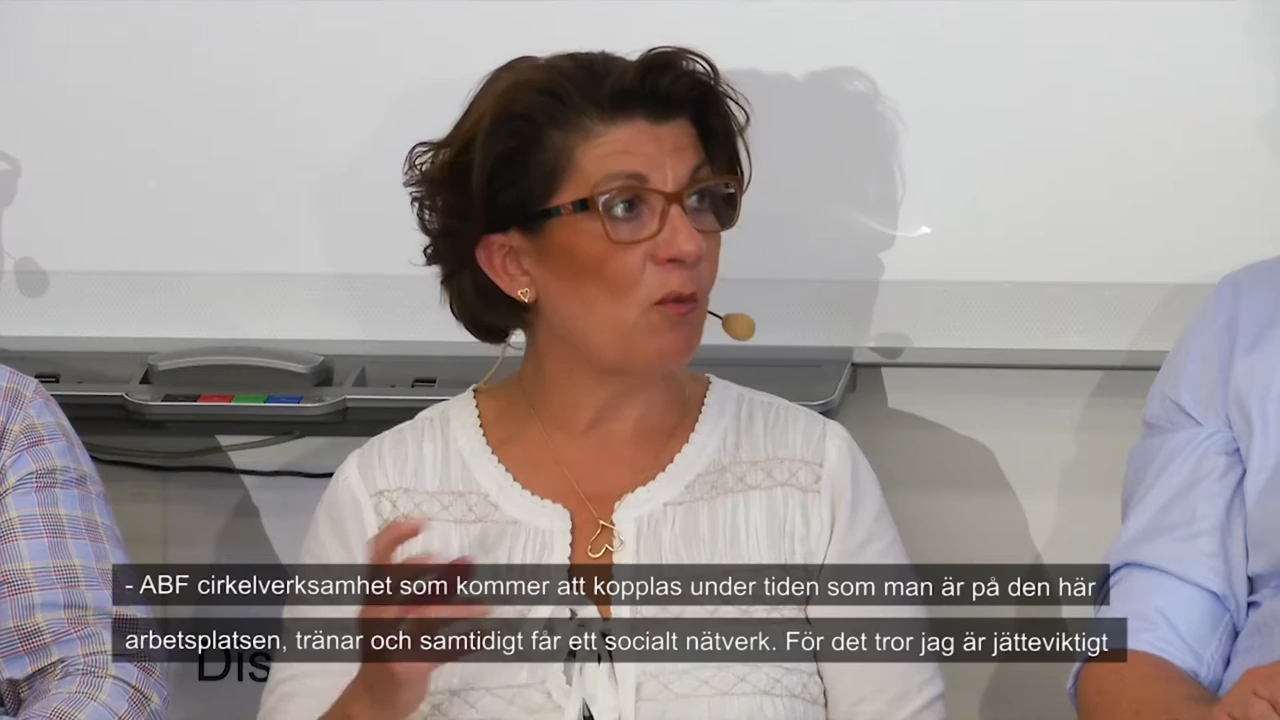 - ABF cirkelverksamhet som kommer att kopplas under tiden som man är på den här
arbetsplatsen, tränar och samtidigt får ett socialt nätverk. För det tror jag är jätteviktigt
Dis